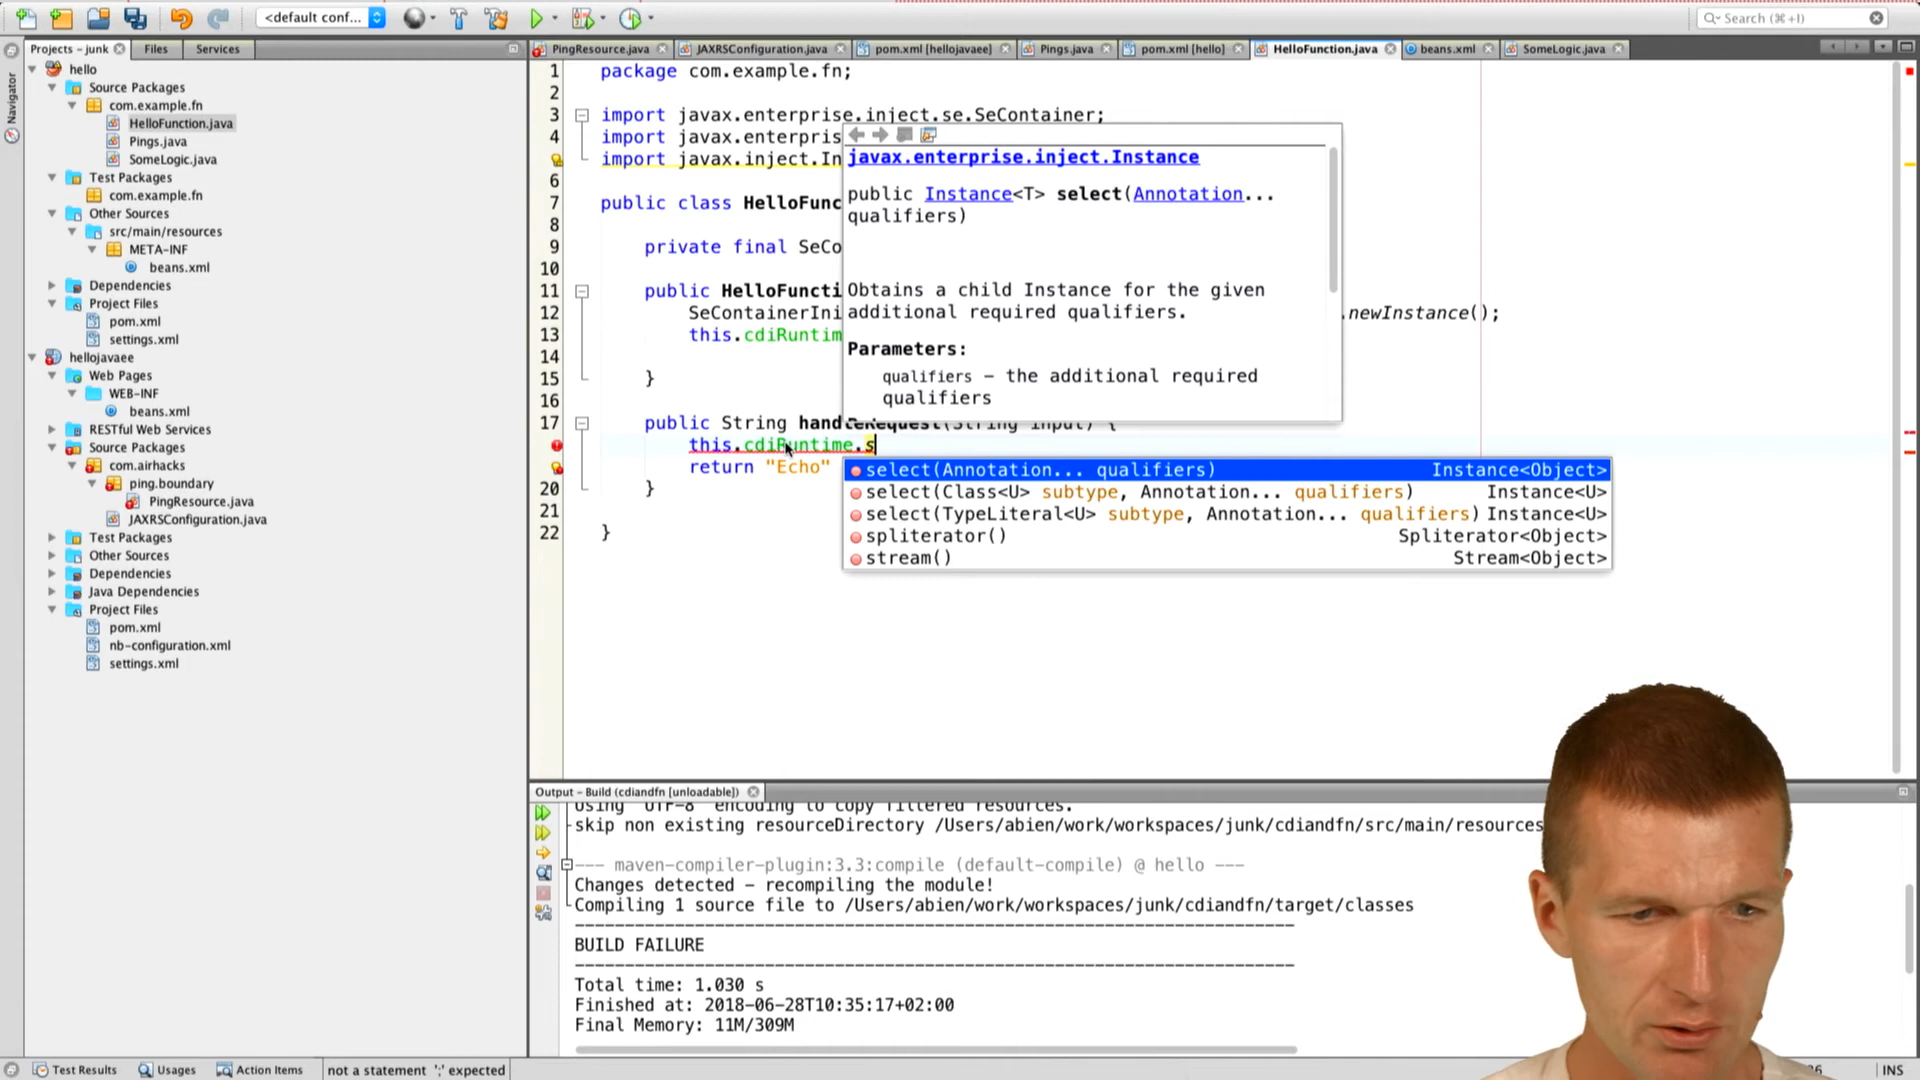 <default conf...
Search (⌘+I)
Projects – junk
Files
Services
PingResource.java
JAXRSConfiguration.java
pom.xml [hellojavaee]
Pings.java
pom.xml [hello]
HelloFunction.java
beans.xml
SomeLogic.java
Navigator
hello
Source Packages
com.example.fn
HelloFunction.java
Pings.java
SomeLogic.java
Test Packages
com.example.fn
Other Sources
src/main/resources
META-INF
beans.xml
Dependencies
Project Files
pom.xml
settings.xml
hellojavaee
Web Pages
WEB-INF
beans.xml
RESTful Web Services
Source Packages
com.airhacks
ping.boundary
PingResource.java
JAXRSConfiguration.java
Test Packages
Other Sources
Dependencies
Java Dependencies
Project Files
pom.xml
nb-configuration.xml
settings.xml
1 package com.example.fn;
2
3 import javax.enterprise.inject.se.SeContainer;
4 import javax.enterpris
import javax.inject.In
6
7 public class HelloFunc
8
9 private final SeCo
10
11 public HelloFuncti
12 SeContainerIni .newInstance();
13 this.cdiRuntim
14
15 }
16
17 public String handleRequest(String input) {
this.cdiRuntime.s
return "Echo"
20 }
21
22 }
javax.enterprise.inject.Instance
public Instance<T> select(Annotation...
qualifiers)
Obtains a child Instance for the given
additional required qualifiers.
Parameters:
qualifiers – the additional required
qualifiers
select(Annotation... qualifiers) Instance<Object>
select(Class<U> subtype, Annotation... qualifiers) Instance<U>
select(TypeLiteral<U> subtype, Annotation... qualifiers) Instance<U>
spliterator() Spliterator<Object>
stream() Stream<Object>
Output – Build (cdiandfn [unloadable])
Using 'UTF-8' encoding to copy filtered resources.
skip non existing resourceDirectory /Users/abien/work/workspaces/junk/cdiandfn/src/main/resources
--- maven-compiler-plugin:3.3:compile (default-compile) @ hello ---
Changes detected – recompiling the module!
Compiling 1 source file to /Users/abien/work/workspaces/junk/cdiandfn/target/classes
BUILD FAILURE
Total time: 1.030 s
Finished at: 2018-06-28T10:35:17+02:00
Final Memory: 11M/309M
Test Results
Usages
Action Items
not a statement ';' expected
INS